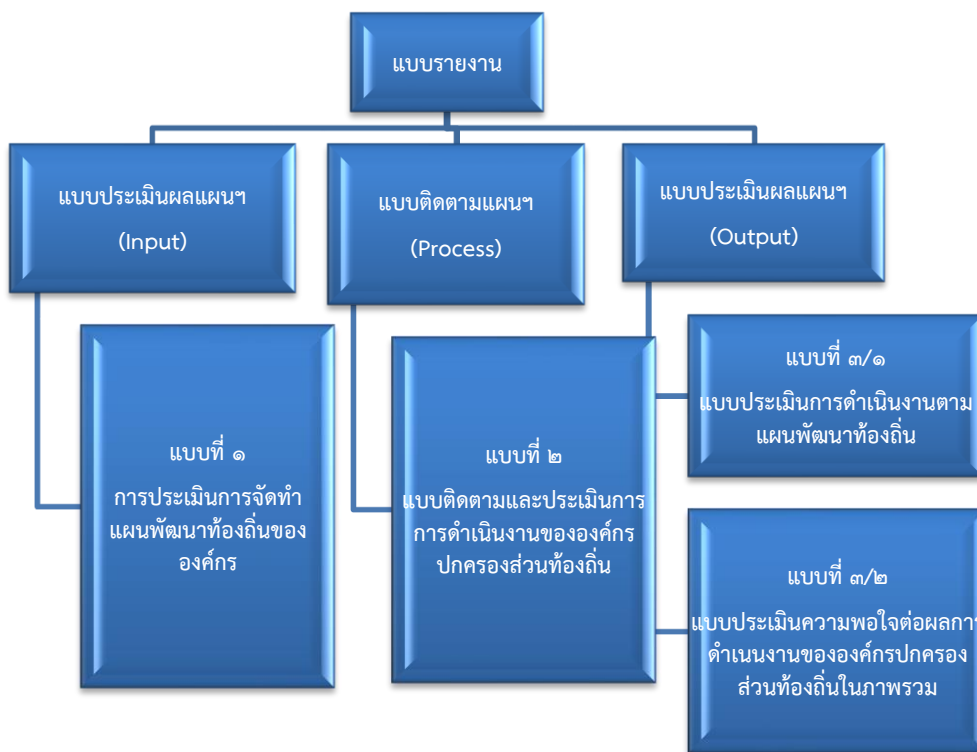 แบบรายงาน
แบบประเมินผลแผนฯ
(Input)
แบบที่ ๑
การประเมินการจัดทำ
แผนพัฒนาท้องถิ่นของ
องค์กร
แบบติดตามแผนฯ
(Process)
แบบที่ ๒
แบบติดตามและประเมินการ
การดำเนินงานขององค์กร
ปกครองส่วนท้องถิ่น
แบบประเมินผลแผนฯ
(Output)
แบบที่ ๓/๑
แบบประเมินการดำเนินงานตาม
แผนพัฒนาท้องถิ่น
แบบที่ ๓/๒
แบบประเมินความพอใจต่อผลการ
ดำเนนงานขององค์กรปกครอง
ส่วนท้องถิ่นในภาพรวม